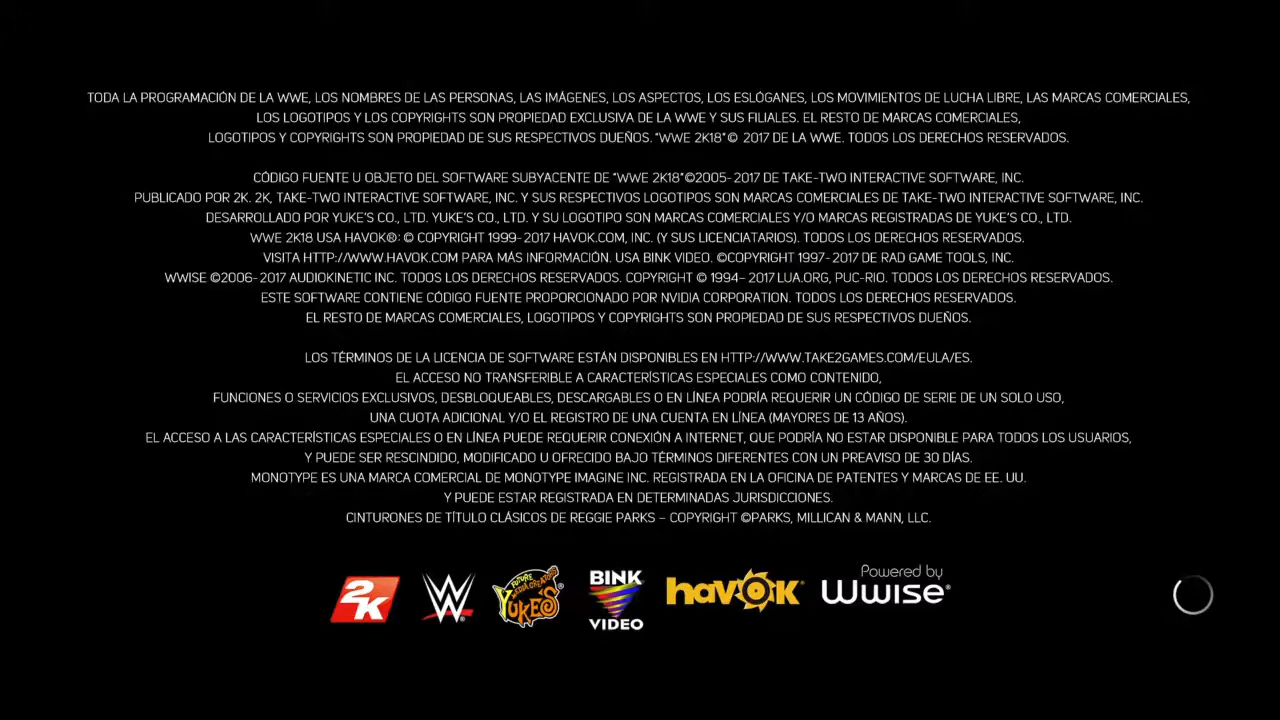 TODA LA PROGRAMACIÓN DE LA WWE, LOS NOMBRES DE LAS PERSONAS, LAS IMÁGENES, LOS ASPECTOS, LOS ESLÓGANES, LOS MOVIMIENTOS DE LUCHA LIBRE, LAS MARCAS COMERCIALES,
LOS LOGOTIPOS Y LOS COPYRIGHTS SON PROPIEDAD EXCLUSIVA DE LA WWE Y SUS FILIALES. EL RESTO DE MARCAS COMERCIALES,
LOGOTIPOS Y COPYRIGHTS SON PROPIEDAD DE SUS RESPECTIVOS DUEÑOS. "WWE 2K18"© 2017 DE LA WWE. TODOS LOS DERECHOS RESERVADOS.
CÓDIGO FUENTE U OBJETO DEL SOFTWARE SUBYACENTE DE "WWE 2K18"©2005-2017 DE TAKE-TWO INTERACTIVE SOFTWARE, INC.
PUBLICADO POR 2K. 2K, TAKE-TWO INTERACTIVE SOFTWARE, INC. Y SUS RESPECTIVOS LOGOTIPOS SON MARCAS COMERCIALES DE TAKE-TWO INTERACTIVE SOFTWARE, INC.
DESARROLLADO POR YUKE'S CO., LTD. YUKE'S CO., LTD. Y SU LOGOTIPO SON MARCAS COMERCIALES Y/O MARCAS REGISTRADAS DE YUKE'S CO., LTD.
WWE 2K18 USA HAVOK®: © COPYRIGHT 1999-2017 HAVOK.COM, INC. (Y SUS LICENCIATARIOS). TODOS LOS DERECHOS RESERVADOS.
VISITA HTTP://WWW.HAVOK.COM PARA MÁS INFORMACIÓN. USA BINK VIDEO. ©COPYRIGHT 1997-2017 DE RAD GAME TOOLS, INC.
WWISE ©2006-2017 AUDIOKINETIC INC. TODOS LOS DERECHOS RESERVADOS. COPYRIGHT © 1994–2017 LUA.ORG, PUC-RIO. TODOS LOS DERECHOS RESERVADOS.
ESTE SOFTWARE CONTIENE CÓDIGO FUENTE PROPORCIONADO POR NVIDIA CORPORATION. TODOS LOS DERECHOS RESERVADOS.
EL RESTO DE MARCAS COMERCIALES, LOGOTIPOS Y COPYRIGHTS SON PROPIEDAD DE SUS RESPECTIVOS DUEÑOS.
LOS TÉRMINOS DE LA LICENCIA DE SOFTWARE ESTÁN DISPONIBLES EN HTTP://WWW.TAKE2GAMES.COM/EULA/ES.
EL ACCESO NO TRANSFERIBLE A CARACTERÍSTICAS ESPECIALES COMO CONTENIDO,
FUNCIONES O SERVICIOS EXCLUSIVOS, DESBLOQUEABLES, DESCARGABLES O EN LÍNEA PODRÍA REQUERIR UN CÓDIGO DE SERIE DE UN SOLO USO,
UNA CUOTA ADICIONAL Y/O EL REGISTRO DE UNA CUENTA EN LÍNEA (MAYORES DE 13 AÑOS).
EL ACCESO A LAS CARACTERÍSTICAS ESPECIALES O EN LÍNEA PUEDE REQUERIR CONEXIÓN A INTERNET, QUE PODRÍA NO ESTAR DISPONIBLE PARA TODOS LOS USUARIOS,
Y PUEDE SER RESCINDIDO, MODIFICADO U OFRECIDO BAJO TÉRMINOS DIFERENTES CON UN PREAVISO DE 30 DÍAS.
MONOTYPE ES UNA MARCA COMERCIAL DE MONOTYPE IMAGINE INC. REGISTRADA EN LA OFICINA DE PATENTES Y MARCAS DE EE. UU.
Y PUEDE ESTAR REGISTRADA EN DETERMINADAS JURISDICCIONES.
CINTURONES DE TÍTULO CLÁSICOS DE REGGIE PARKS – COPYRIGHT ©PARKS, MILLICAN & MANN, LLC.
2K
W
FUTURE MEDIA CREATOR
YUKE'S®
BINK
VIDEO
havok®
Powered by
Wwise®